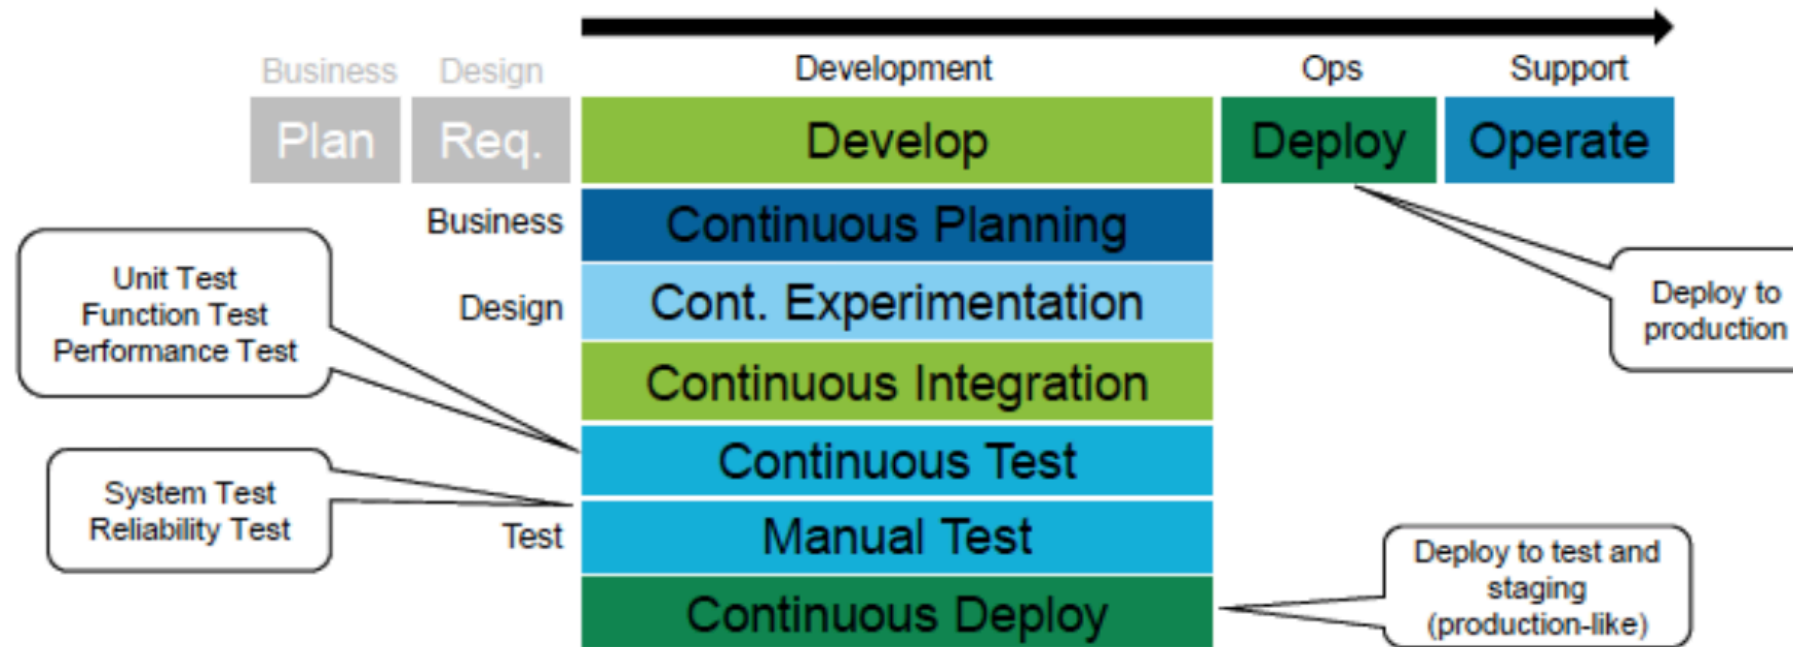 Business
Design
Development
Ops
Support
Plan
Req.
Develop
Deploy
Operate
Business
Continuous Planning
Unit Test
Function Test
Performance Test
Design
Cont. Experimentation
Deploy to
production
Continuous Integration
Continuous Test
System Test
Reliability Test
Test
Manual Test
Deploy to test and
staging
(production-like)
Continuous Deploy